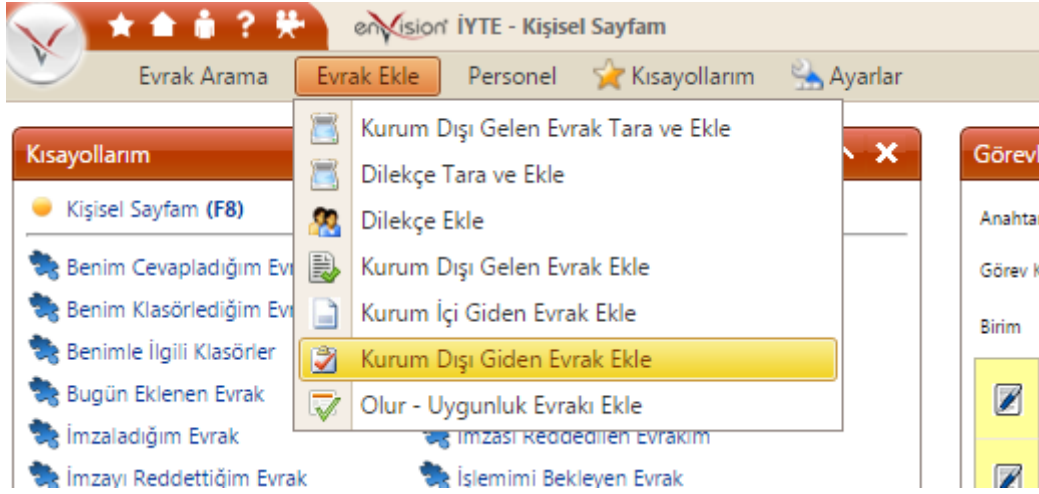 enVision İYTE - Kişisel Sayfam
Evrak Arama Evrak Ekle Personel Kısayollarım Ayarlar
Kurum Dışı Gelen Evrak Tara ve Ekle
Dilekçe Tara ve Ekle
Dilekçe Ekle
Kurum Dışı Gelen Evrak Ekle
Kurum İçi Giden Evrak Ekle
Kurum Dışı Giden Evrak Ekle
Olur - Uygunluk Evrakı Ekle
Kısayollarım
Kişisel Sayfam (F8)
Benim Cevapladığım Evr
Benim Klasörlediğim Evr
Benimle İlgili Klasörler
Bugün Eklenen Evrak
İmzaladığım Evrak
İmzası Reddedilen Evrakım
İmzayı Reddettiğim Evrak
İşlemimi Bekleyen Evrak
Görevl
Anahtar
Görev K
Birim